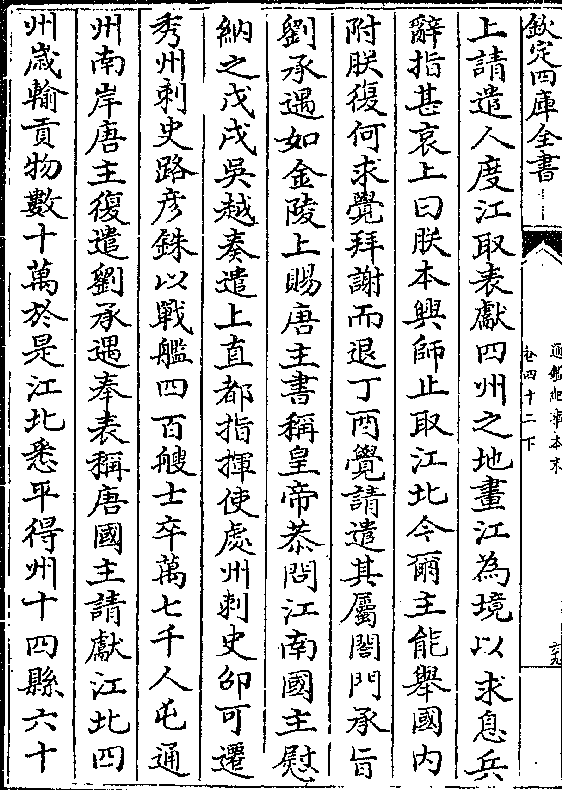 欽定四庫全書
通鑑紀事本末
卷四十二下
六九
上請遣人度江取表獻四州之地畫江為境以求息兵
辭指甚哀上曰朕本興師止取江北今爾主能舉國内
附朕復何求覺拜謝而退丁酉覺請遣其屬閤門承旨
劉承遇如金陵上賜唐主書稱皇帝恭問江南國主慰
納之戊戌吳越奏遣上直都指揮使處州刺史邵可遷
秀州刺史路彦銖以戰艦四百艘士卒萬七千人屯通
州南岸唐主復遣劉承遇奉表稱唐國主請獻江北四
州歳輸貢物數十萬於是江北悉平得州十四縣六十